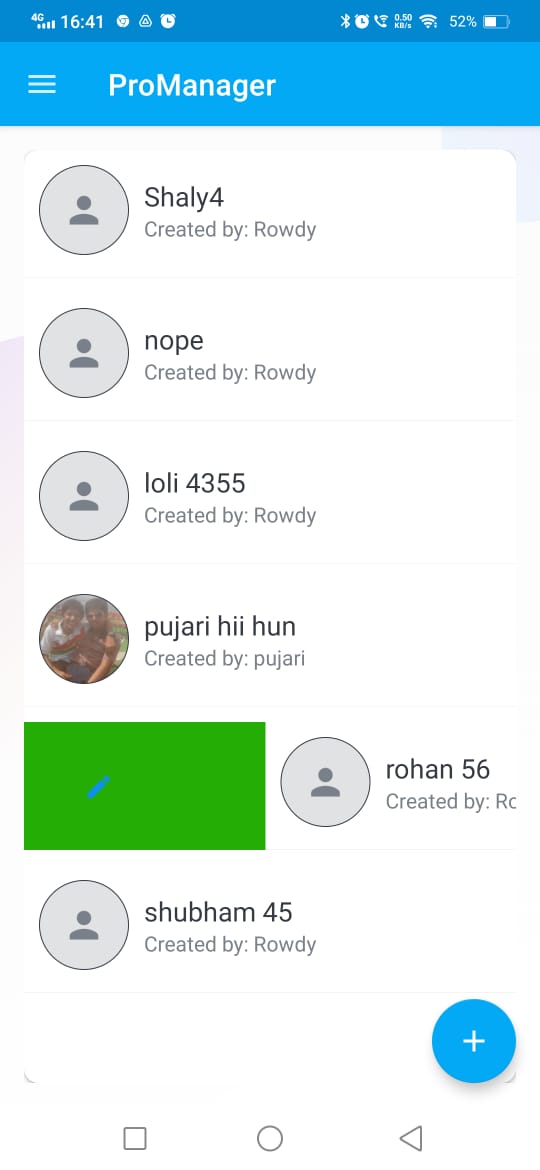 4G 16:41 0.50 KB/s 52%
ProManager
Shaly4
Created by: Rowdy
nope
Created by: Rowdy
loli 4355
Created by: Rowdy
pujari hii hun
Created by: pujari
rohan 56
Created by: Ro
shubham 45
Created by: Rowdy